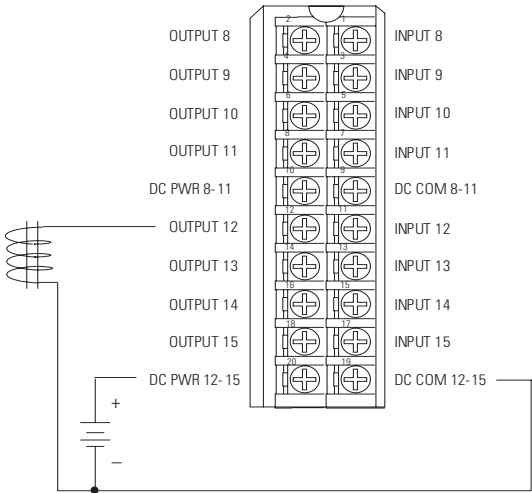 2 1
OUTPUT 8 INPUT 8
4 3
OUTPUT 9 INPUT 9
6 5
OUTPUT 10 INPUT 10
8 7
OUTPUT 11 INPUT 11
10 9
DC PWR 8-11 DC COM 8-11
12 11
OUTPUT 12 INPUT 12
14 13
OUTPUT 13 INPUT 13
16 15
OUTPUT 14 INPUT 14
18 17
OUTPUT 15 INPUT 15
20 19
DC PWR 12-15 DC COM 12-15
+
–